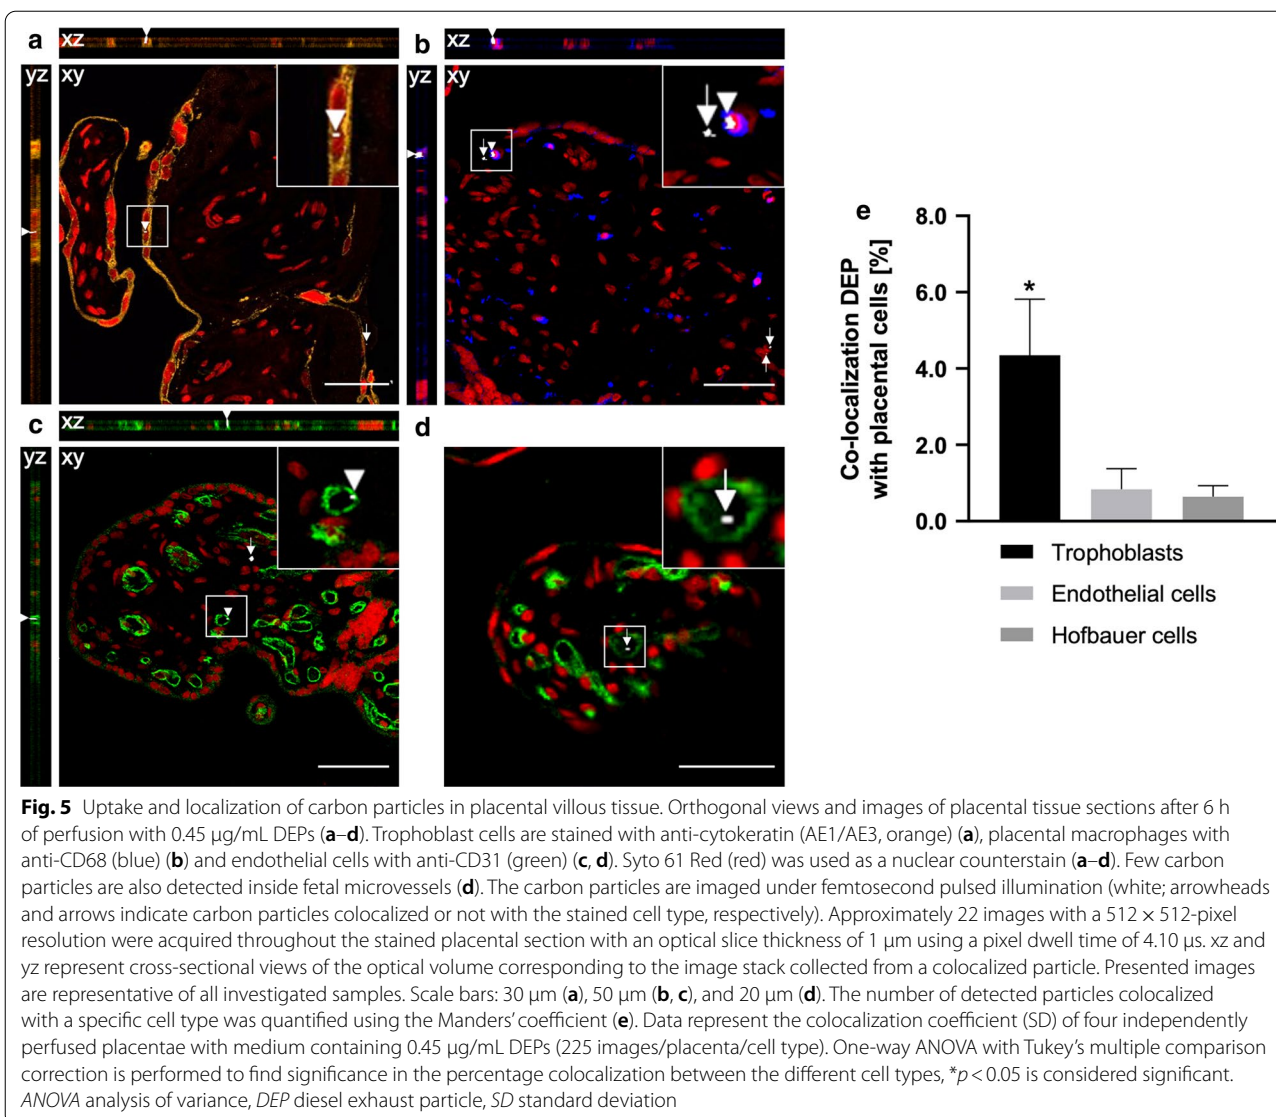 a
xz
yz
xy
b
xz
yz
xy
c
xz
yz
xy
d
e
Co-localization DEP
with placental cells [%]
8.0
6.0
4.0
2.0
0.0
*
Trophoblasts
Endothelial cells
Hofbauer cells
Fig. 5 Uptake and localization of carbon particles in placental villous tissue. Orthogonal views and images of placental tissue sections after 6 h
of perfusion with 0.45 µg/mL DEPs (a–d). Trophoblast cells are stained with anti-cytokeratin (AE1/AE3, orange) (a), placental macrophages with
anti-CD68 (blue) (b) and endothelial cells with anti-CD31 (green) (c, d). Syto 61 Red (red) was used as a nuclear counterstain (a–d). Few carbon
particles are also detected inside fetal microvessels (d). The carbon particles are imaged under femtosecond pulsed illumination (white; arrowheads
and arrows indicate carbon particles colocalized or not with the stained cell type, respectively). Approximately 22 images with a 512 × 512-pixel
resolution were acquired throughout the stained placental section with an optical slice thickness of 1 µm using a pixel dwell time of 4.10 µs. xz and
yz represent cross-sectional views of the optical volume corresponding to the image stack collected from a colocalized particle. Presented images
are representative of all investigated samples. Scale bars: 30 µm (a), 50 µm (b, c), and 20 µm (d). The number of detected particles colocalized
with a specific cell type was quantified using the Manders’ coefficient (e). Data represent the colocalization coefficient (SD) of four independently
perfused placentae with medium containing 0.45 µg/mL DEPs (225 images/placenta/cell type). One-way ANOVA with Tukey’s multiple comparison
correction is performed to find significance in the percentage colocalization between the different cell types, *p < 0.05 is considered significant.
ANOVA analysis of variance, DEP diesel exhaust particle, SD standard deviation